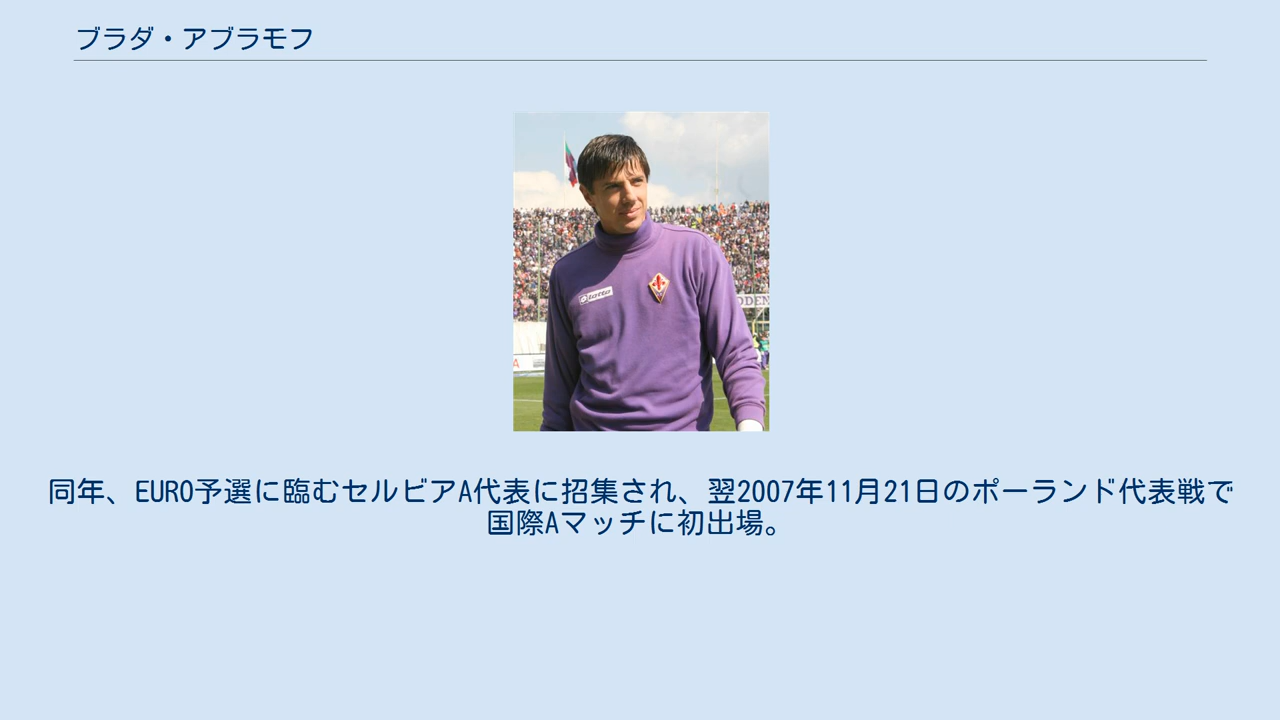 ブラダ・アブラモフ
lotto
ODEN
A
同年、EURO予選に臨むセルビアA代表に招集され、翌2007年11月21日のポーランド代表戦で
国際Aマッチに初出場。